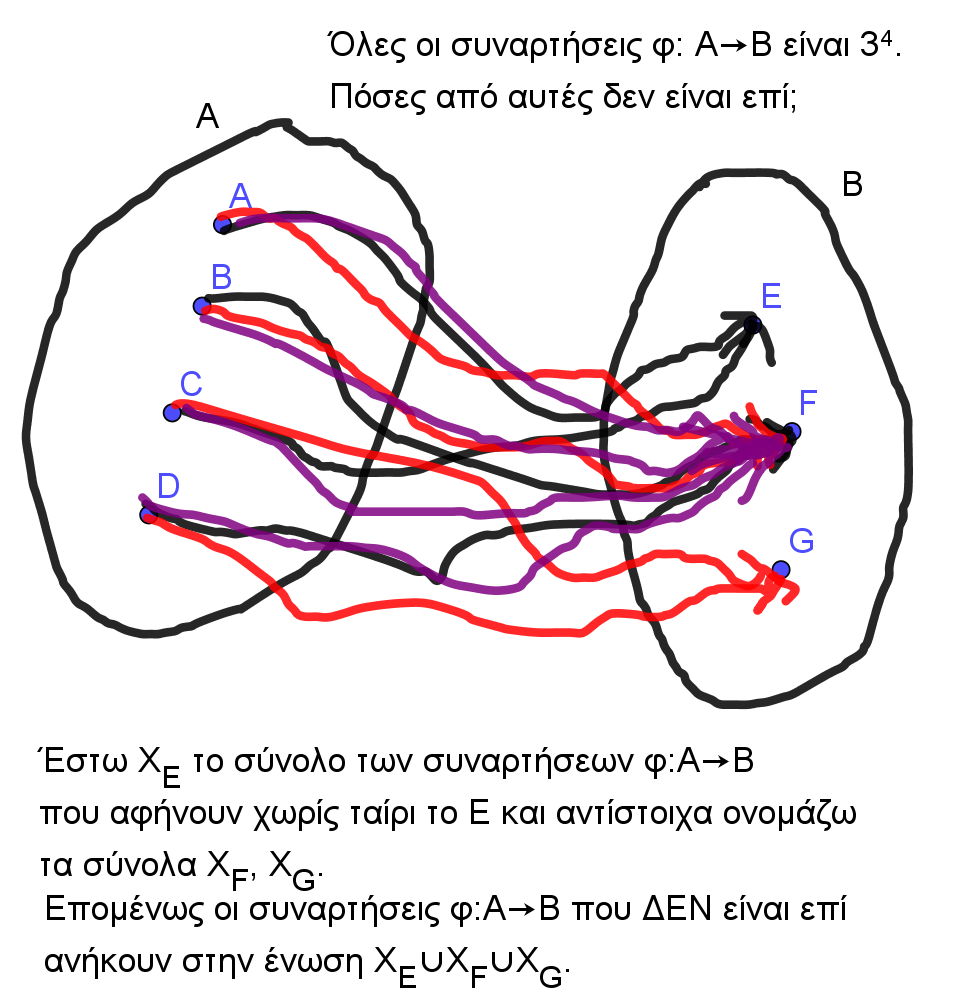 Όλες οι συναρτήσεις φ: Α→Β είναι 3⁴.
Πόσες από αυτές δεν είναι επί;
A
B
A
B
E
C
F
D
G
Έστω X_E το σύνολο των συναρτήσεων φ:Α→Β
που αφήνουν χωρίς ταίρι το Ε και αντίστοιχα ονομάζω
τα σύνολα X_F, X_G.
Επομένως οι συναρτήσεις φ:Α→Β που ΔΕΝ είναι επί
ανήκουν στην ένωση X_E∪X_F∪X_G.